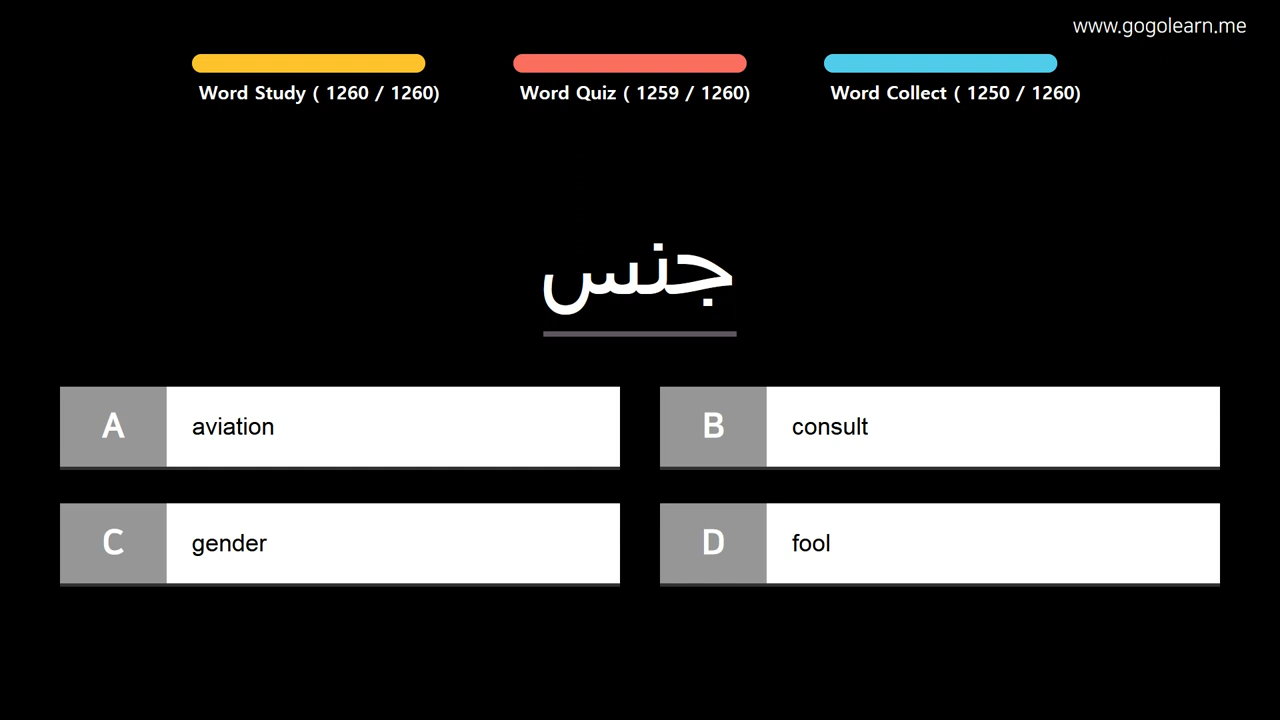 www.gogolearn.me
Word Study ( 1260 / 1260)
Word Quiz ( 1259 / 1260)
Word Collect ( 1250 / 1260)
جنس
A aviation
B consult
C gender
D fool